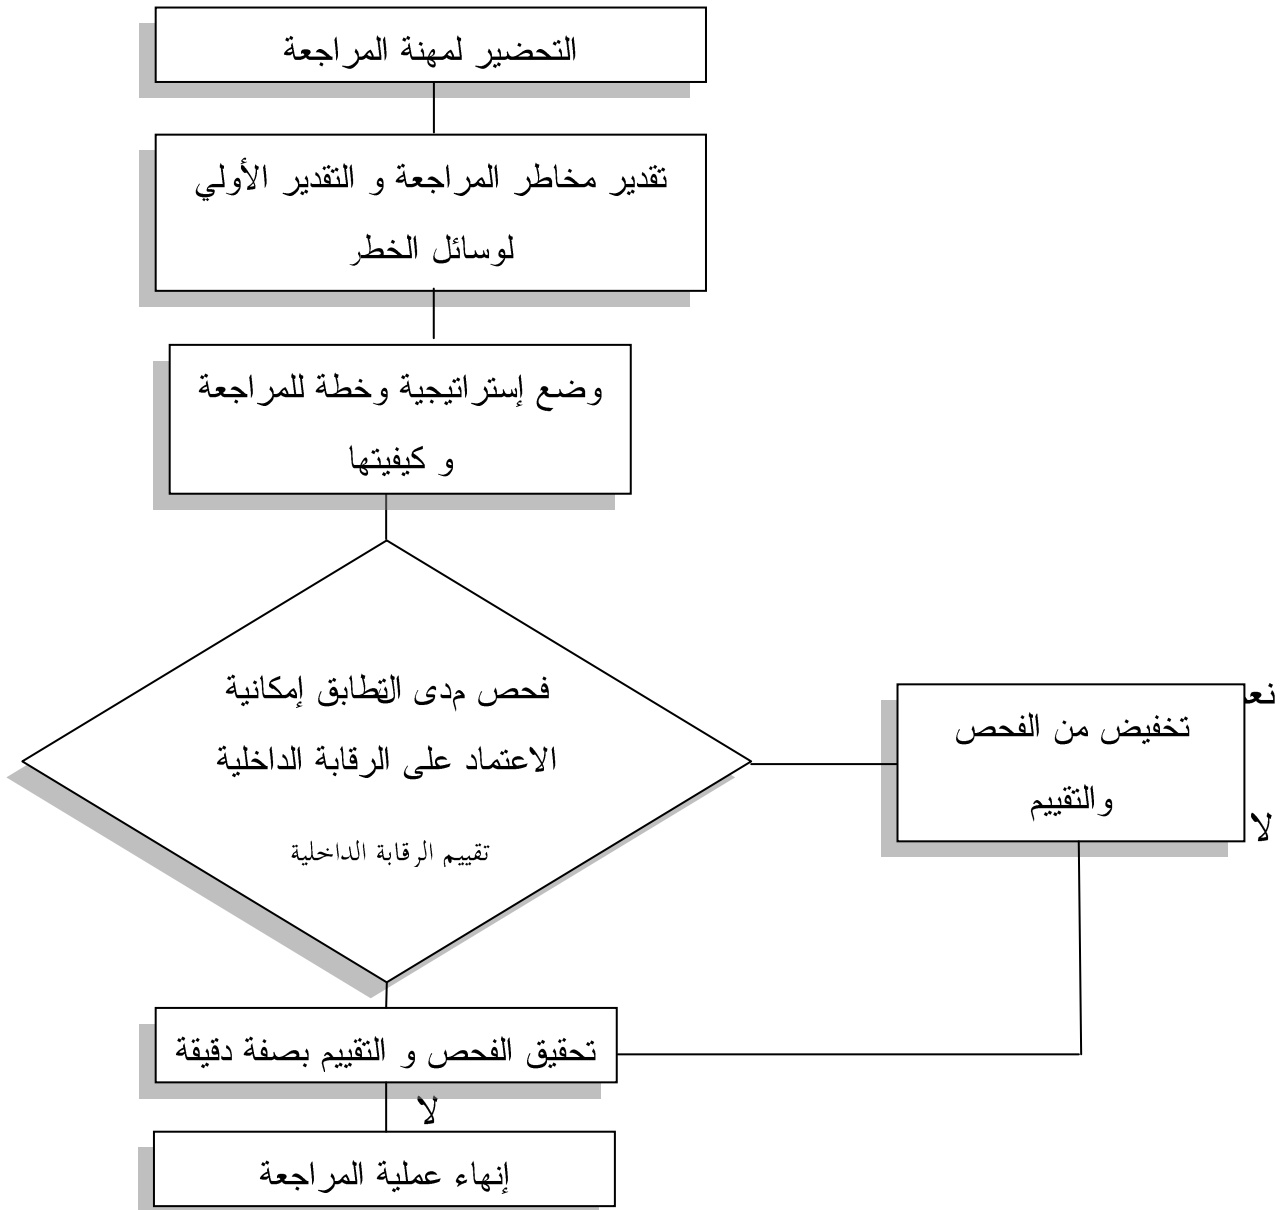 التحضير لمهنة المراجعة
تقدير مخاطر المراجعة و التقدير الأولي
لوسائل الخطر
وضع إستراتيجية وخطة للمراجعة
و كيفيتها
فحص مدى التطابق إمكانية
الاعتماد على الرقابة الداخلية
تقييم الرقابة الداخلية
تخفيض من الفحص
والتقييم
لا
تحقيق الفحص و التقييم بصفة دقيقة
لا
إنهاء عملية المراجعة